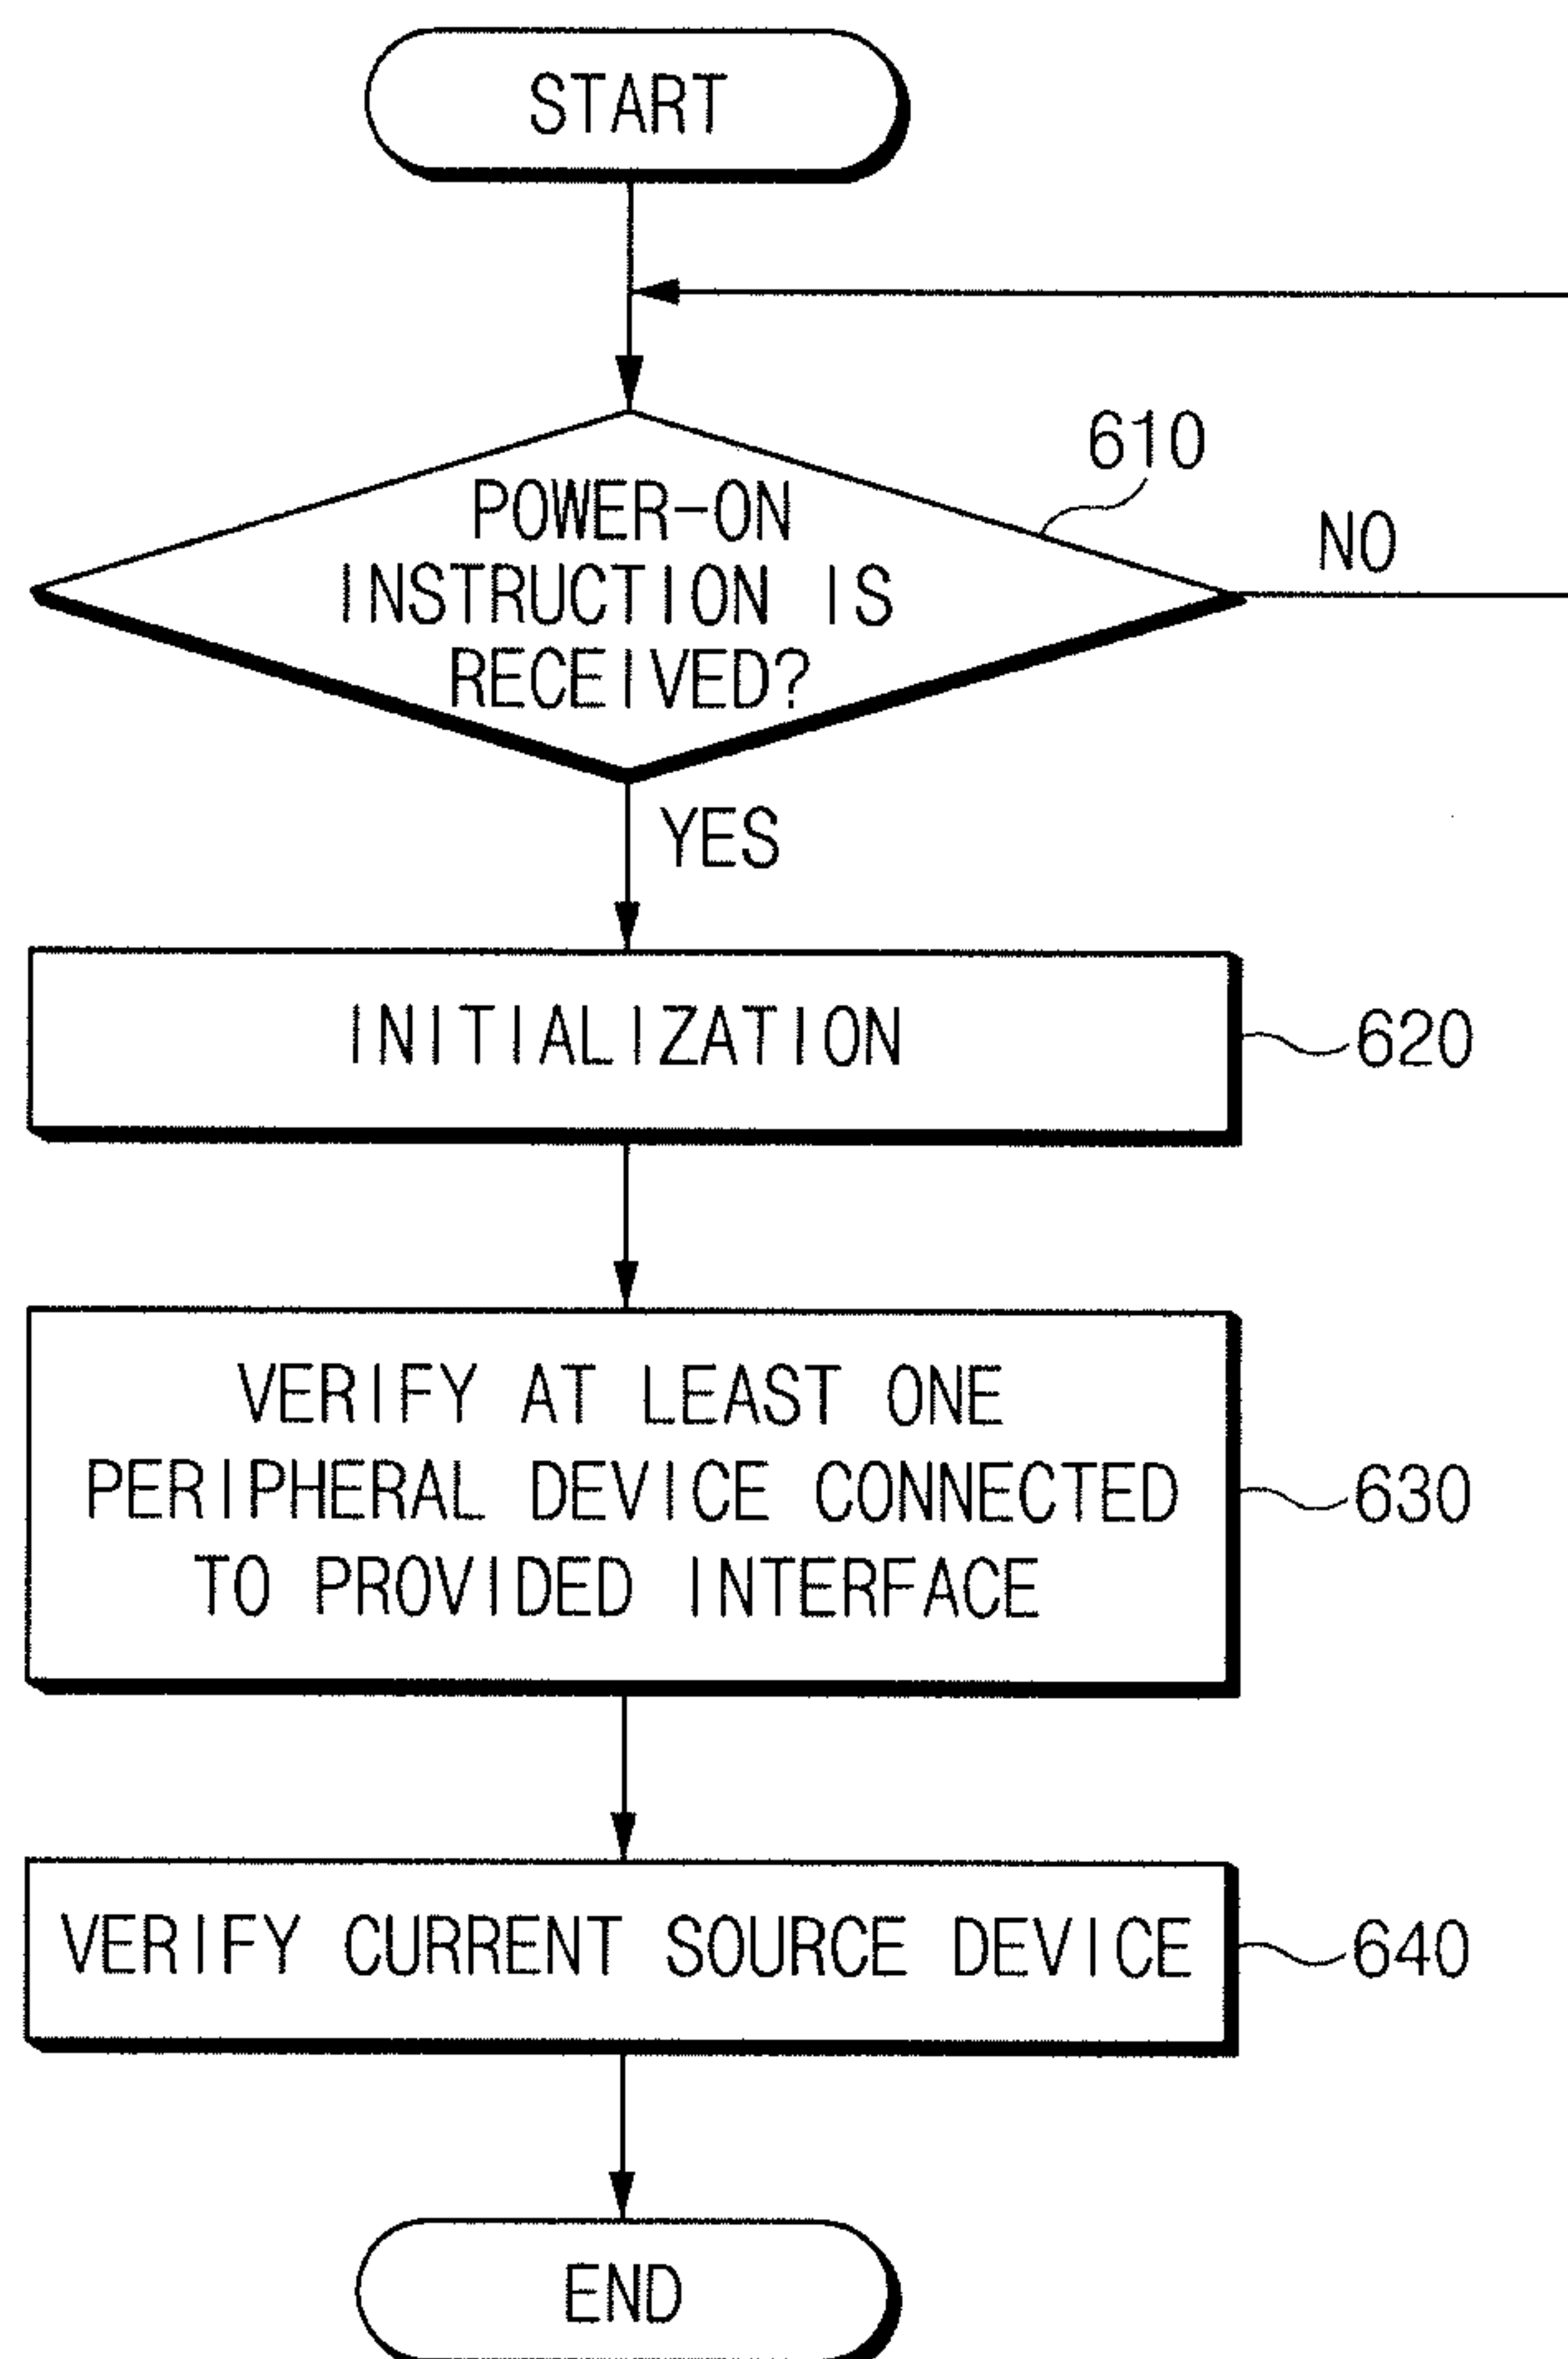 START
610
POWER-ON
INSTRUCTION IS
RECEIVED?
NO
YES
INITIALIZATION
620
VERIFY AT LEAST ONE
PERIPHERAL DEVICE CONNECTED
TO PROVIDED INTERFACE
630
VERIFY CURRENT SOURCE DEVICE
640
END